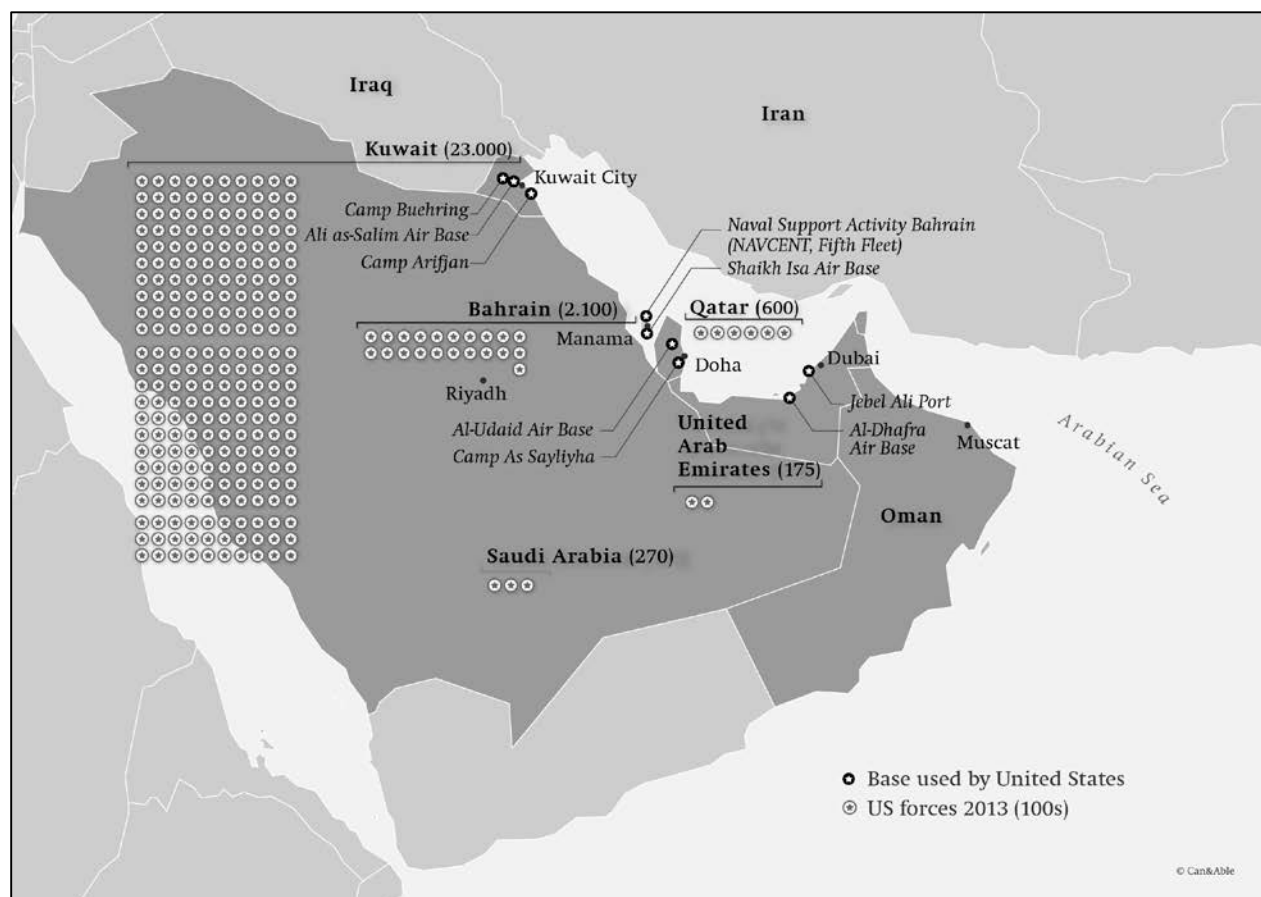 Iraq
Iran
Kuwait (23.000)
Kuwait City
Camp Buehring
Ali as-Salim Air Base
Camp Arifjan
Naval Support Activity Bahrain
(NAVCENT, Fifth Fleet)
Shaikh Isa Air Base
Bahrain (2.100)
Qatar (600)
Manama
Doha
Dubai
Riyadh
Jebel Ali Port
Al-Udaid Air Base
Camp As Sayliyha
United
Arab
Emirates (175)
Al-Dhafra
Air Base
Muscat
Arabian Sea
Oman
Saudi Arabia (270)
Base used by United States
US forces 2013 (100s)
© Can&Able